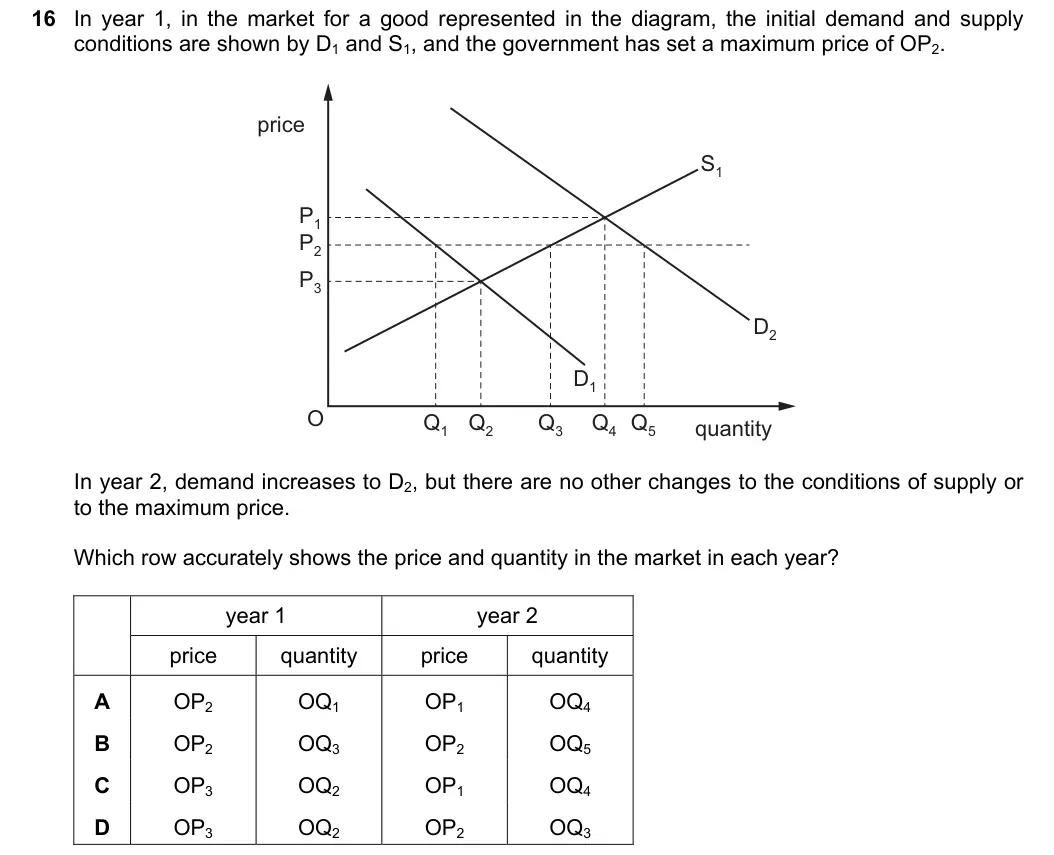 16 In year 1, in the market for a good represented in the diagram, the initial demand and supply
conditions are shown by D₁ and S₁, and the government has set a maximum price of OP₂.
price
S₁
P₁
P₂
P₃
D₂
D₁
O
Q₁ Q₂ Q₃ Q₄ Q₅ quantity
In year 2, demand increases to D₂, but there are no other changes to the conditions of supply or
to the maximum price.
Which row accurately shows the price and quantity in the market in each year?
year 1 year 2
price quantity price quantity
A OP₂ OQ₁ OP₁ OQ₄
B OP₂ OQ₃ OP₂ OQ₅
C OP₃ OQ₂ OP₁ OQ₄
D OP₃ OQ₂ OP₂ OQ₃